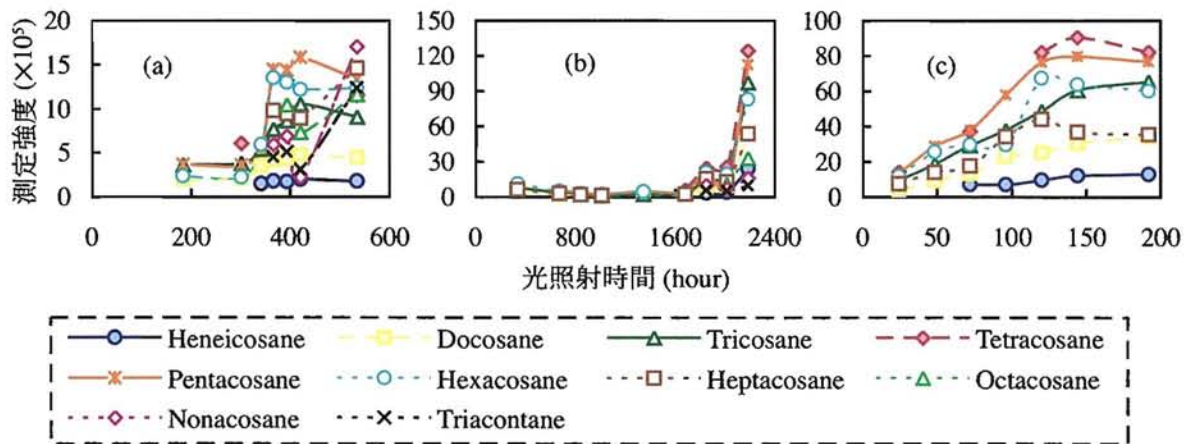 測定強度 (×10⁵)
20
15
10
5
0
(a)
0 200 400 600
150
120
90
60
30
0
(b)
0 800 1600 2400
100
80
60
40
20
0
(c)
0 50 100 150 200
光照射時間 (hour)
Heneicosane Docosane Tricosane Tetracosane
Pentacosane Hexacosane Heptacosane Octacosane
Nonacosane Triacontane